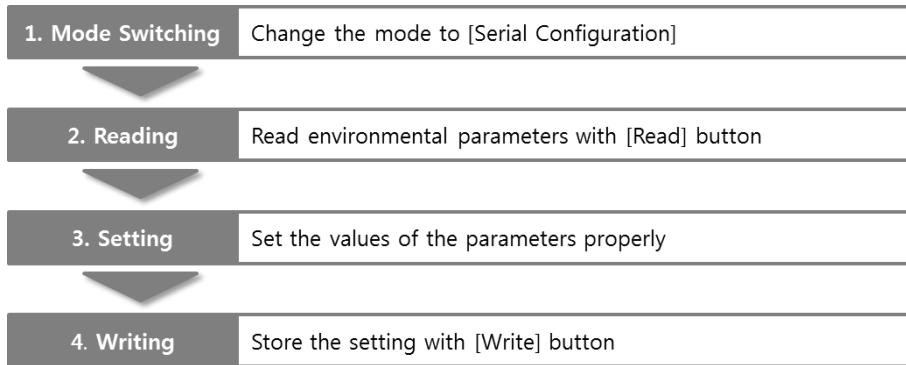 1. Mode Switching Change the mode to [Serial Configuration]
2. Reading Read environmental parameters with [Read] button
3. Setting Set the values of the parameters properly
4. Writing Store the setting with [Write] button